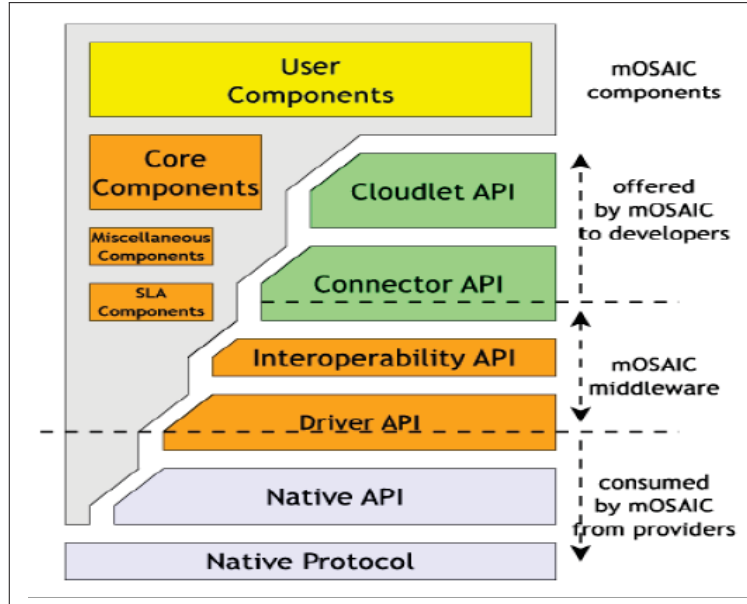 User
Components
mOSAIC
components
Core
Components
Cloudlet API
offered
by mOSAIC
to developers
Miscellaneous
Components
Connector API
SLA
Components
Interoperability API
mOSAIC
middleware
Driver API
Native API
consumed
by mOSAIC
from providers
Native Protocol